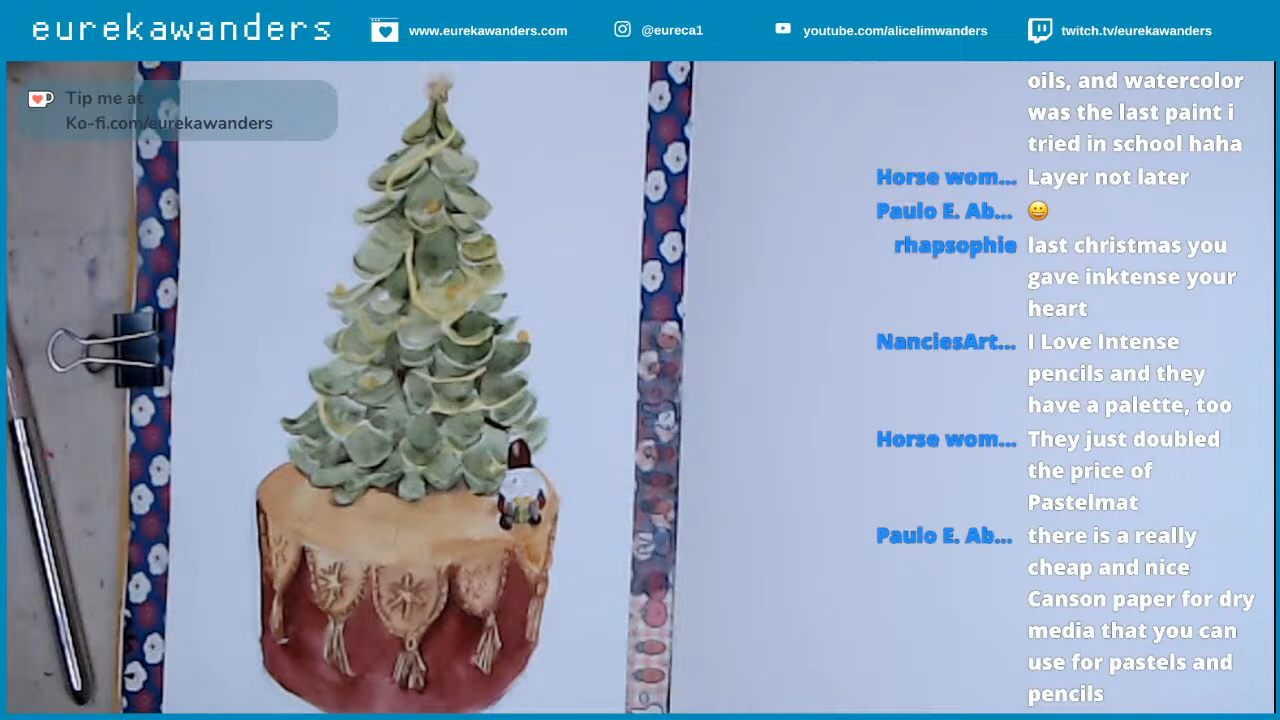 eurekawanders
www.eurekawanders.com
@eureca1
youtube.com/alicelimwanders
twitch.tv/eurekawanders
Tip me at
Ko-fi.com/eurekawanders
oils, and watercolor
was the last paint i
tried in school haha
Horse wom... Layer not later
Paulo E. Ab... 😀
rhapsophie last christmas you
gave inktense your
heart
NanciesArt... I Love Intense
pencils and they
have a palette, too
Horse wom... They just doubled
the price of
Pastelmat
Paulo E. Ab... there is a really
cheap and nice
Canson paper for dry
media that you can
use for pastels and
pencils